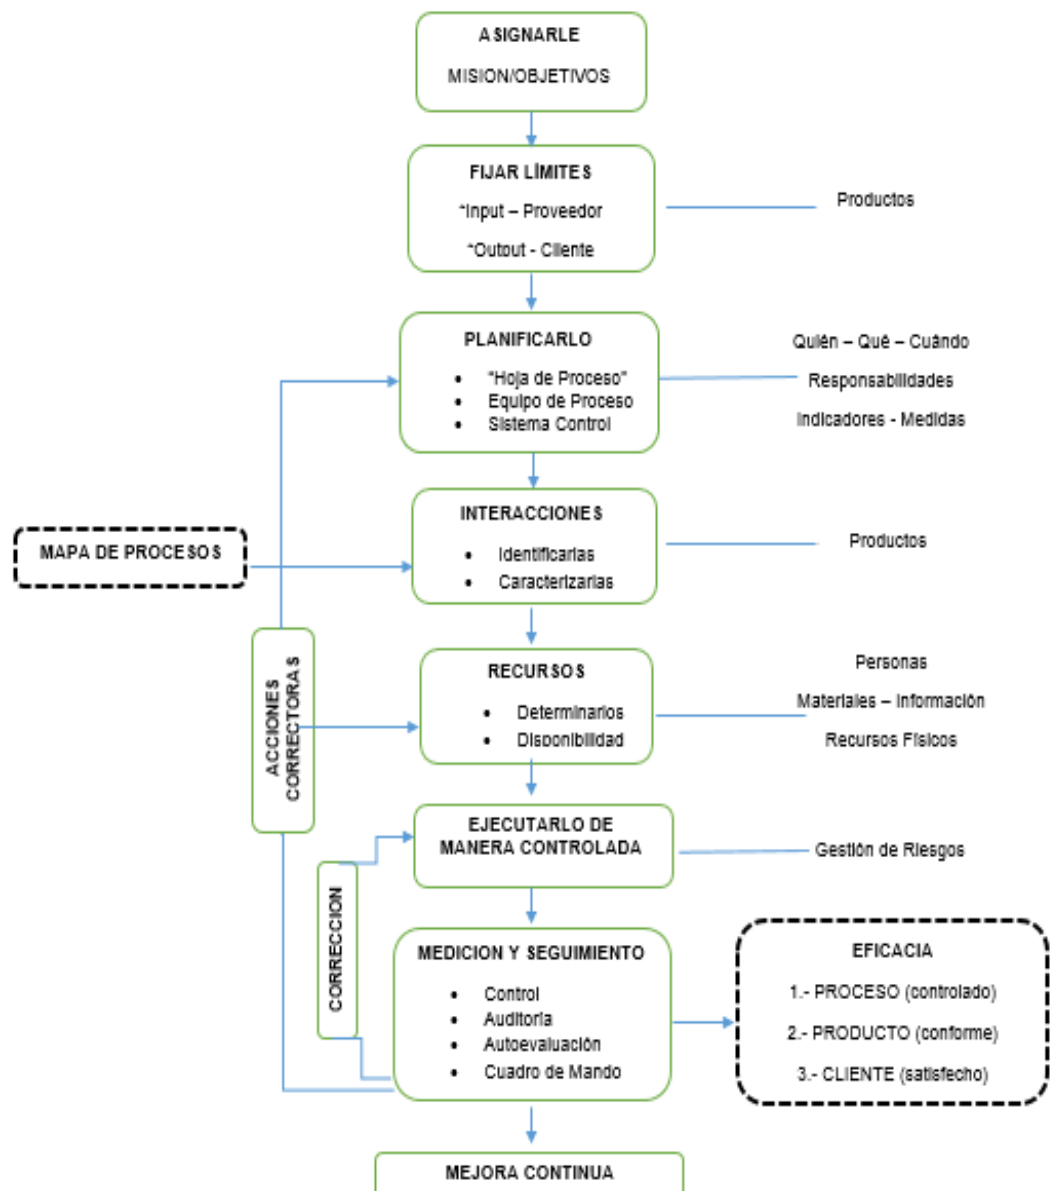 ASIGNARLE
MISION/OBJETIVOS
FIJAR LÍMITES
*Input – Proveedor
*Output - Cliente
Productos
PLANIFICARLO
• "Hoja de Proceso"
• Equipo de Proceso
• Sistema Control
Quién – Qué – Cuándo
Responsabilidades
Indicadores - Medidas
MAPA DE PROCESOS
INTERACCIONES
• Identificarlas
• Caracterizarlas
Productos
ACCIONES
CORRECTORAS
RECURSOS
• Determinarlos
• Disponibilidad
Personas
Materiales – Información
Recursos Físicos
EJECUTARLO DE
MANERA CONTROLADA
Gestión de Riesgos
CORRECCION
MEDICION Y SEGUIMIENTO
• Control
• Auditoría
• Autoevaluación
• Cuadro de Mando
EFICACIA
1.- PROCESO (controlado)
2.- PRODUCTO (conforme)
3.- CLIENTE (satisfecho)
MEJORA CONTINUA